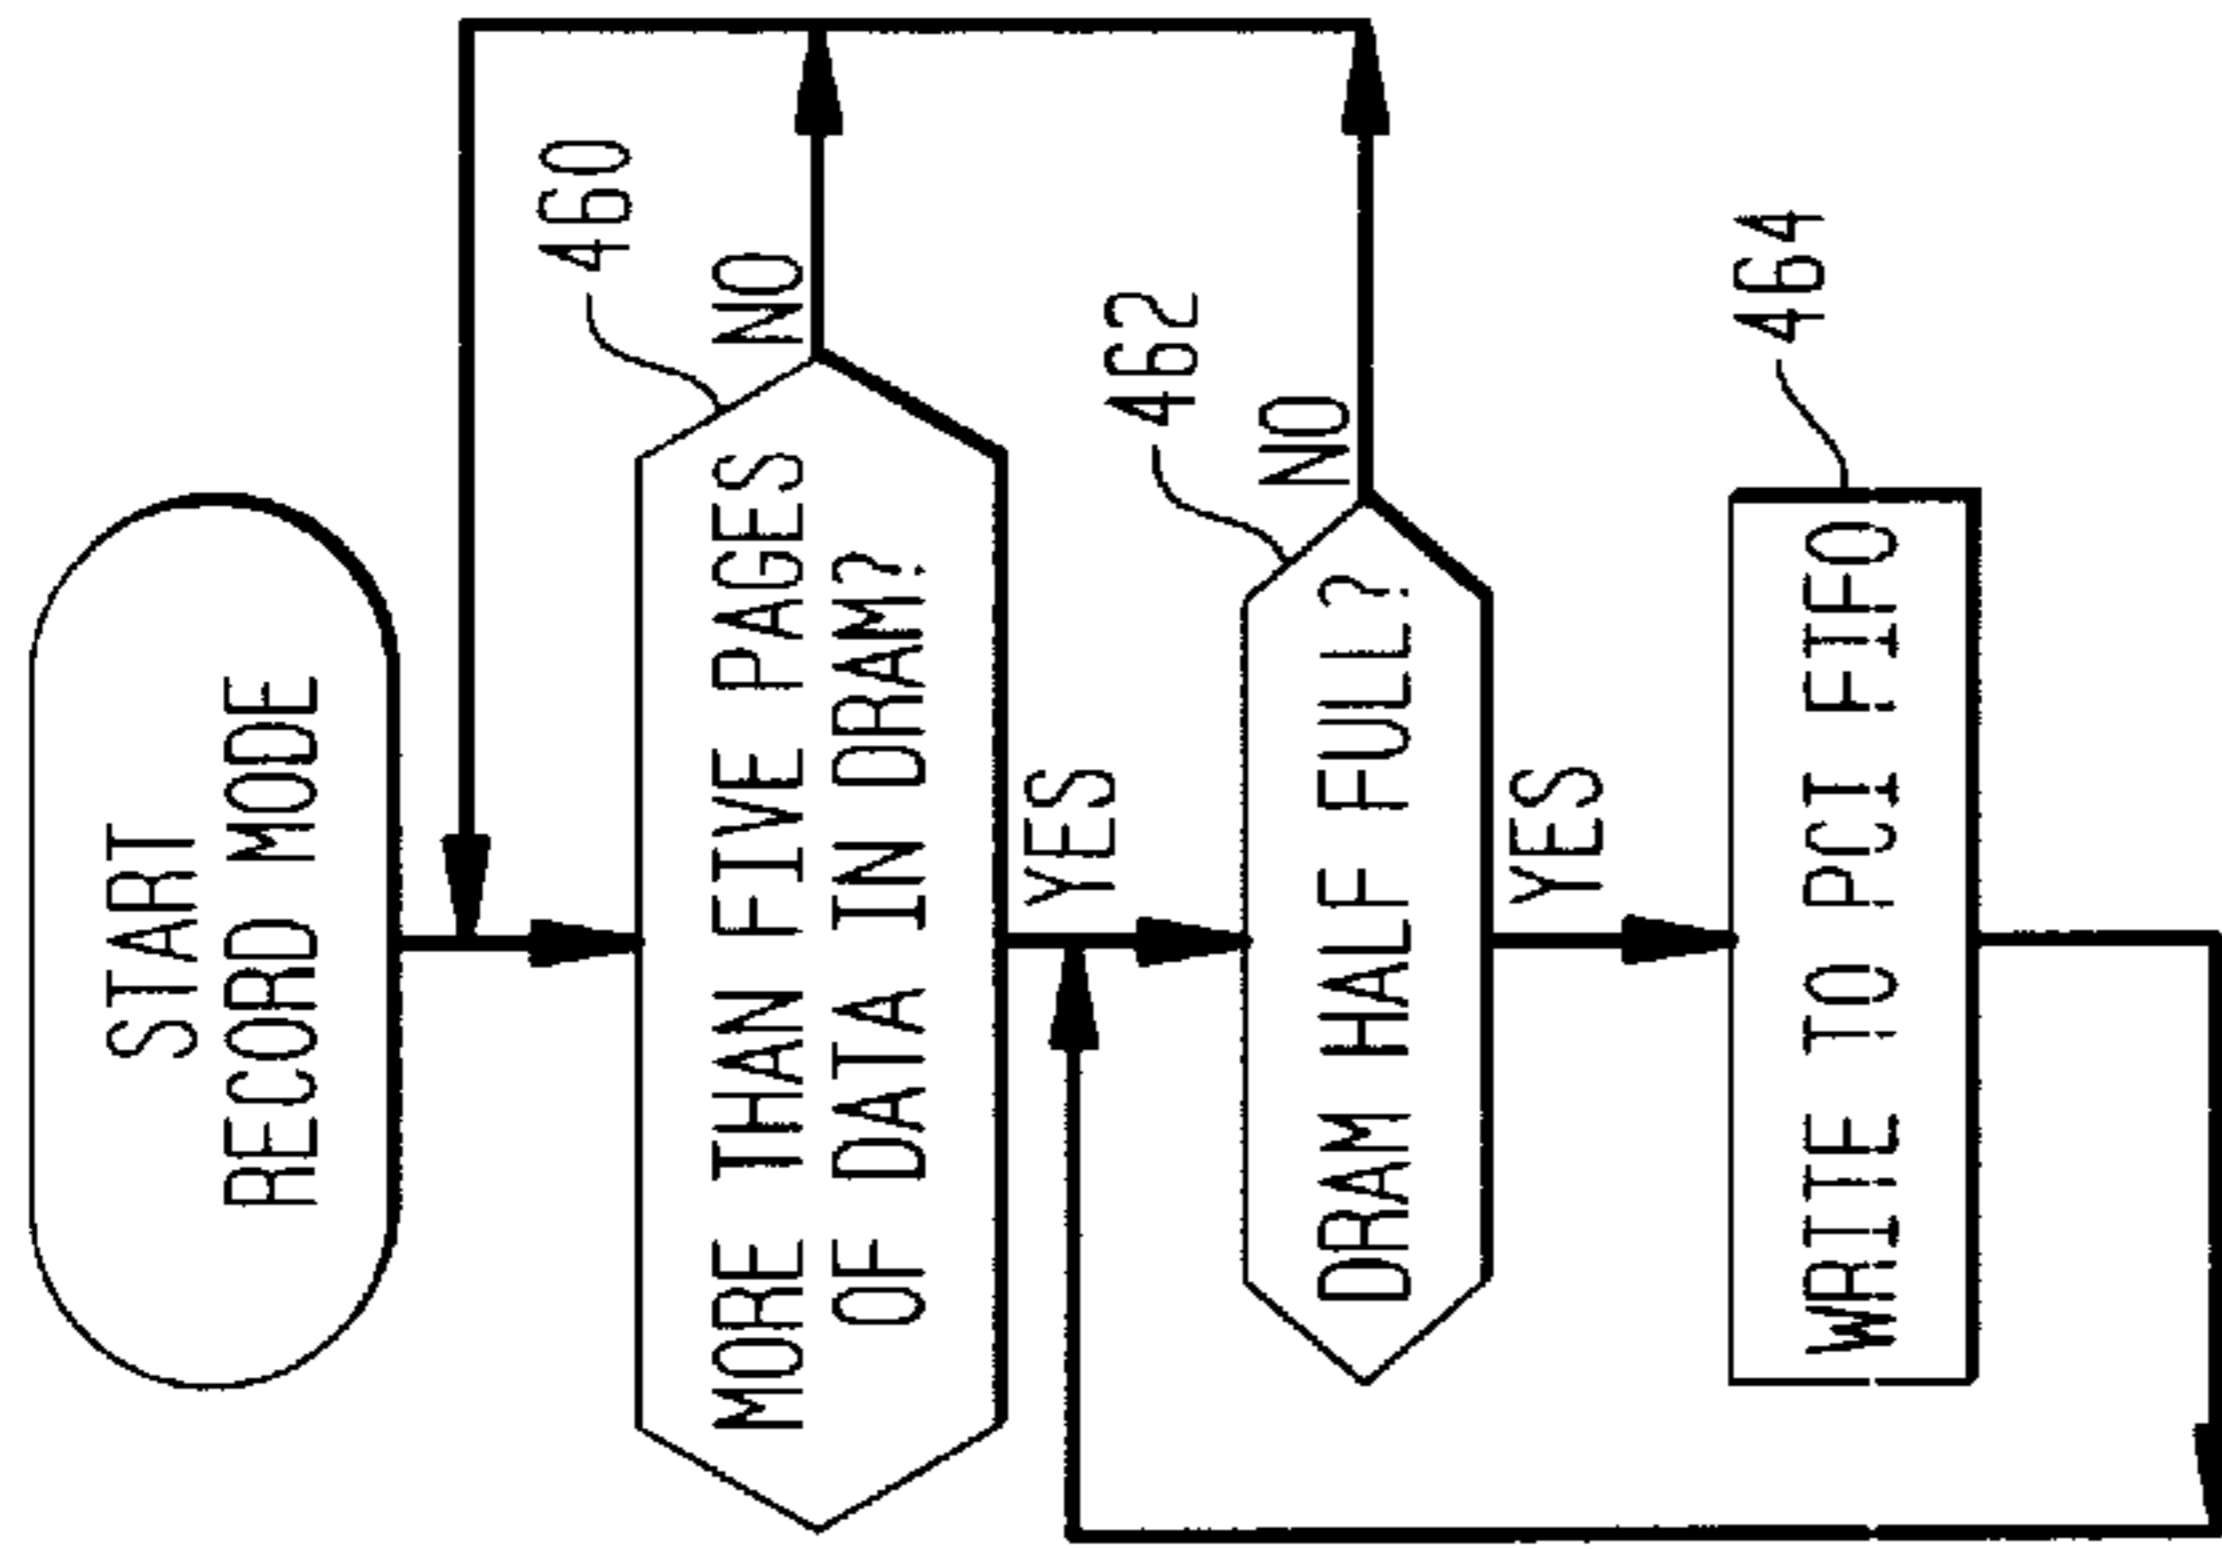 START
RECORD MODE
460
MORE THAN FIVE PAGES
OF DATA IN DRAM?
NO
YES
462
DRAM HALF FULL?
NO
YES
464
WRITE TO PCI FIFO